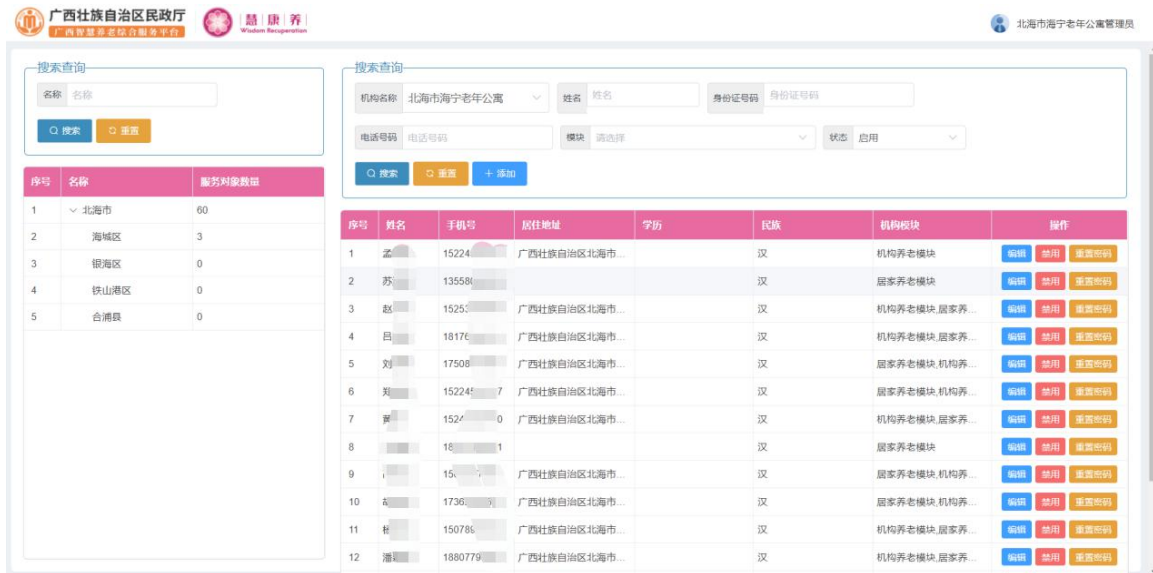 广西壮族自治区民政厅
广西智慧养老综合服务平台
慧 康 养
Wisdom Recuperation
北海市海宁老年公寓管理员
搜索查询
名称 名称
搜索 重置
序号 名称 服务对象数量
1 北海市 60
2 海城区 3
3 银海区 0
4 铁山港区 0
5 合浦县 0
搜索查询
机构名称 北海市海宁老年公寓 姓名 姓名 身份证号码 身份证号码
电话号码 电话号码 模块 请选择 状态 启用
搜索 重置 + 添加
序号 姓名 手机号 居住地址 学历 民族 机构模块 操作
1 孟 15224 广西壮族自治区北海市... 汉 机构养老模块 编辑 禁用 重置密码
2 苏 13558 汉 居家养老模块 编辑 禁用 重置密码
3 赵 1525 广西壮族自治区北海市... 汉 机构养老模块,居家养... 编辑 禁用 重置密码
4 吕 1817 广西壮族自治区北海市... 汉 机构养老模块,居家养... 编辑 禁用 重置密码
5 刘 17508 广西壮族自治区北海市... 汉 居家养老模块,机构养... 编辑 禁用 重置密码
6 郑 15224 7 广西壮族自治区北海市... 汉 居家养老模块,机构养... 编辑 禁用 重置密码
7 1524 0 广西壮族自治区北海市... 汉 机构养老模块,居家养... 编辑 禁用 重置密码
8 18 1 汉 居家养老模块 编辑 禁用 重置密码
9 15 广西壮族自治区北海市... 汉 居家养老模块,机构养... 编辑 禁用 重置密码
10 1736 广西壮族自治区北海市... 汉 居家养老模块,机构养... 编辑 禁用 重置密码
11 15078 广西壮族自治区北海市... 汉 机构养老模块,居家养... 编辑 禁用 重置密码
12 潘 1880779 广西壮族自治区北海市... 汉 机构养老模块,居家养... 编辑 禁用 重置密码